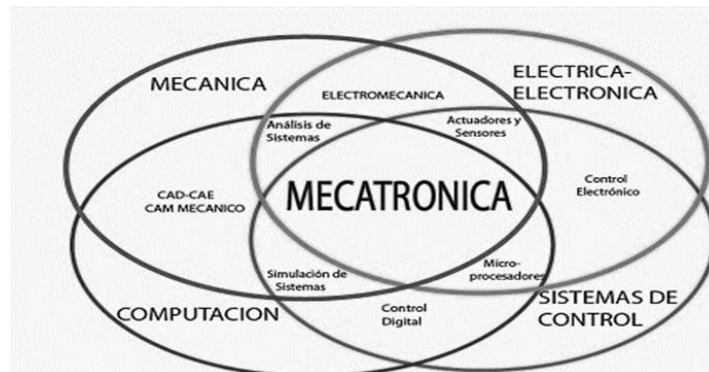 MECANICA
ELECTRICA-
ELECTRONICA
ELECTROMECANICA
Análisis de
Sistemas
Actuadores y
Sensores
CAD-CAE
CAM MECANICO
MECATRONICA
Control
Electrónico
Simulación de
Sistemas
Micro-
procesadores
COMPUTACION
Control
Digital
SISTEMAS DE
CONTROL